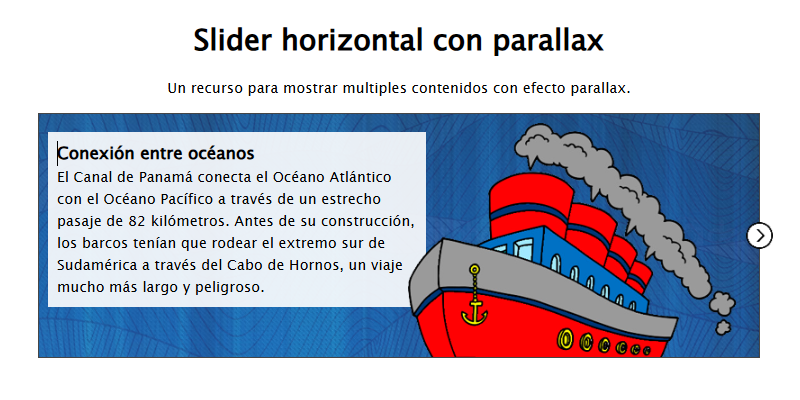 Slider horizontal con parallax
Un recurso para mostrar multiples contenidos con efecto parallax.
Conexión entre océanos
El Canal de Panamá conecta el Océano Atlántico
con el Océano Pacífico a través de un estrecho
pasaje de 82 kilómetros. Antes de su construcción,
los barcos tenían que rodear el extremo sur de
Sudamérica a través del Cabo de Hornos, un viaje
mucho más largo y peligroso.